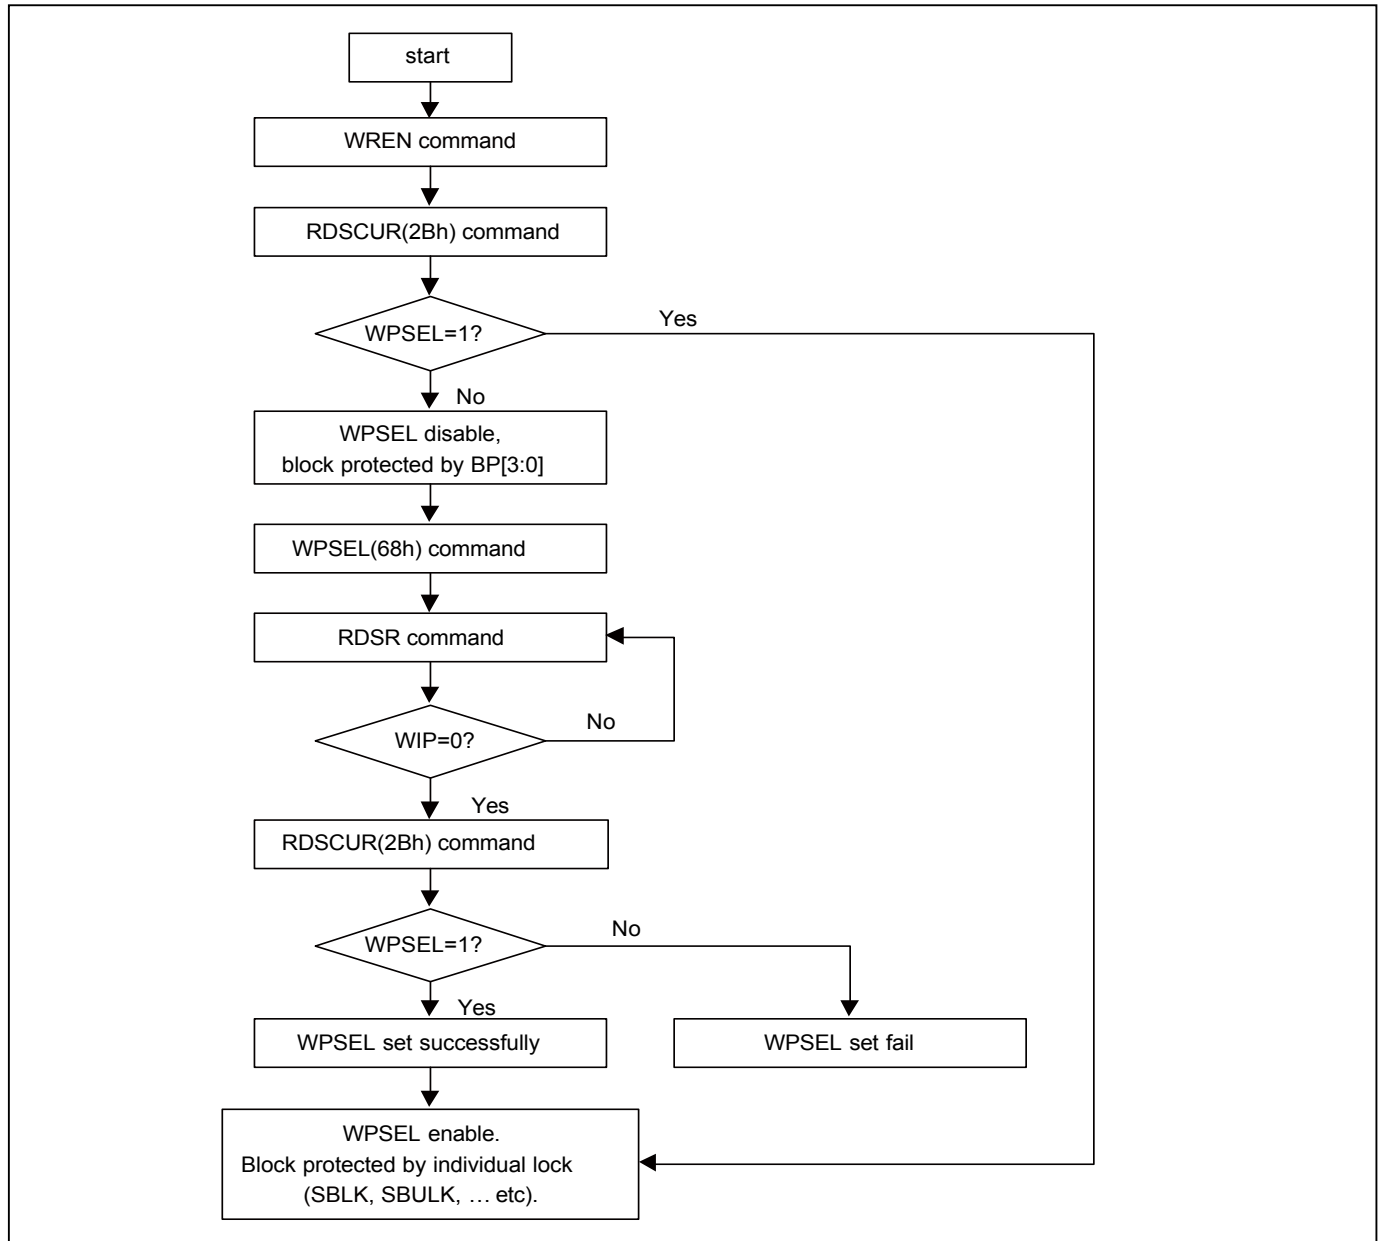 start
WREN command
RDSCUR(2Bh) command
WPSEL=1?
Yes
No
WPSEL disable,
block protected by BP[3:0]
WPSEL(68h) command
RDSR command
WIP=0?
No
Yes
RDSCUR(2Bh) command
WPSEL=1?
No
Yes
WPSEL set successfully
WPSEL set fail
WPSEL enable.
Block protected by individual lock
(SBLK, SBULK, … etc).